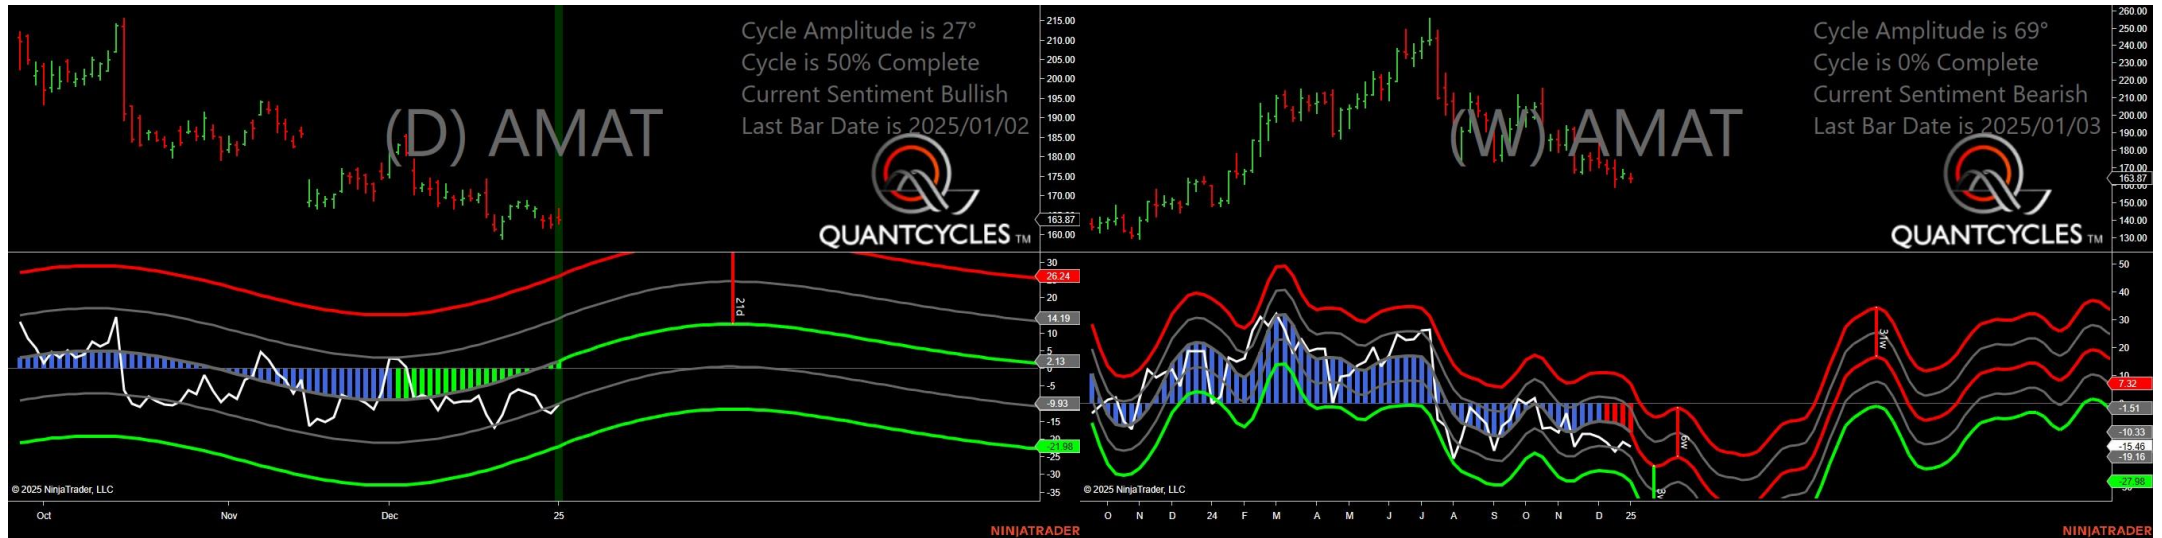 Cycle Amplitude is 27°
Cycle is 50% Complete
Current Sentiment Bullish
Last Bar Date is 2025/01/02
(D) AMAT
QUANTCYCLES TM
215.00
210.00
205.00
200.00
195.00
190.00
185.00
180.00
175.00
170.00
163.87
160.00
30
26.24
20
14.19
10
5
2.13
0
-5
-9.93
-15
-21.98
-25
-30
-35
21d
© 2025 NinjaTrader, LLC
Oct
Nov
Dec
25
NINJATRADER
Cycle Amplitude is 69°
Cycle is 0% Complete
Current Sentiment Bearish
Last Bar Date is 2025/01/03
(W) AMAT
QUANTCYCLES TM
260.00
250.00
240.00
230.00
220.00
210.00
200.00
190.00
180.00
170.00
163.87
160.00
150.00
140.00
130.00
50
40
30
20
10
7.32
-1.51
-10.33
-15.46
-19.16
-27.98
31w
6w
© 2025 NinjaTrader, LLC
O N D 24 F M A M J J A S O N D 25
NINJATRADER